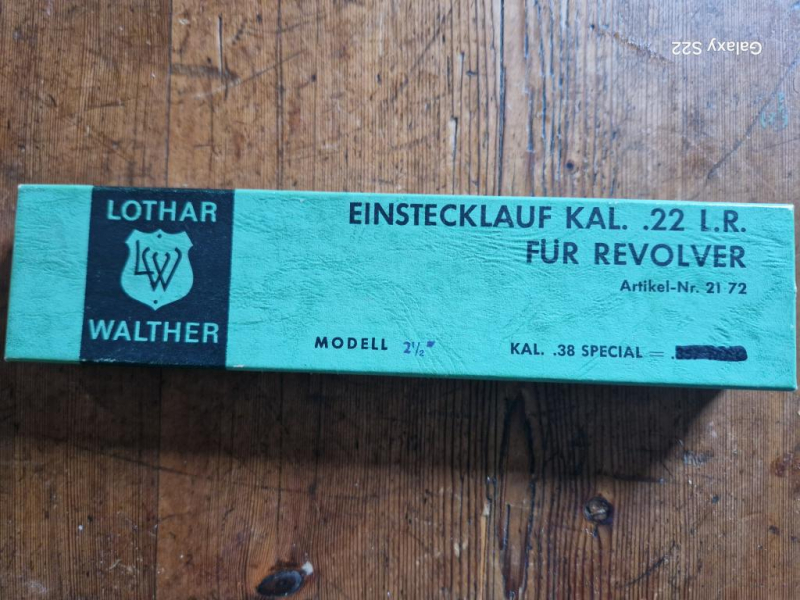 LOTHAR
LW
WALTHER
EINSTECKLAUF KAL. .22 l.R.
FÜR REVOLVER
Artikel-Nr. 21 72
MODELL 2½"
KAL. .38 SPECIAL = .
Galaxy S22